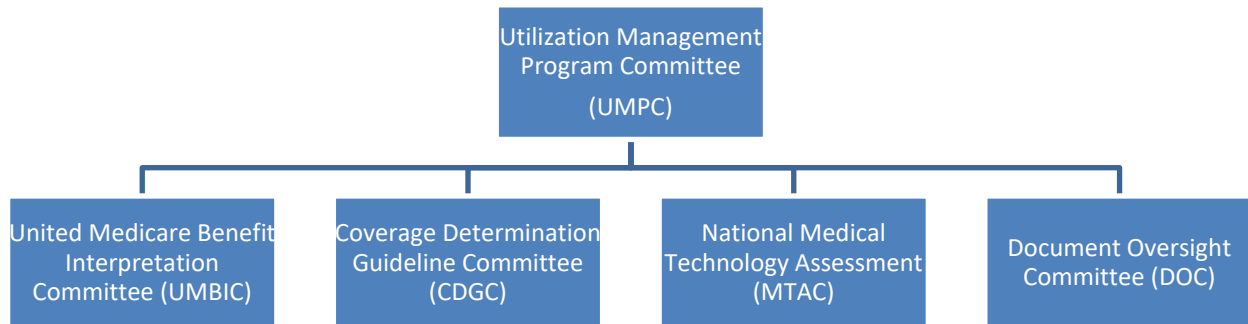 Utilization Management
Program Committee
(UMPC)
United Medicare Benefit
Interpretation
Committee (UMBIC)
Coverage Determination
Guideline Committee
(CDGC)
National Medical
Technology Assessment
(MTAC)
Document Oversight
Committee (DOC)